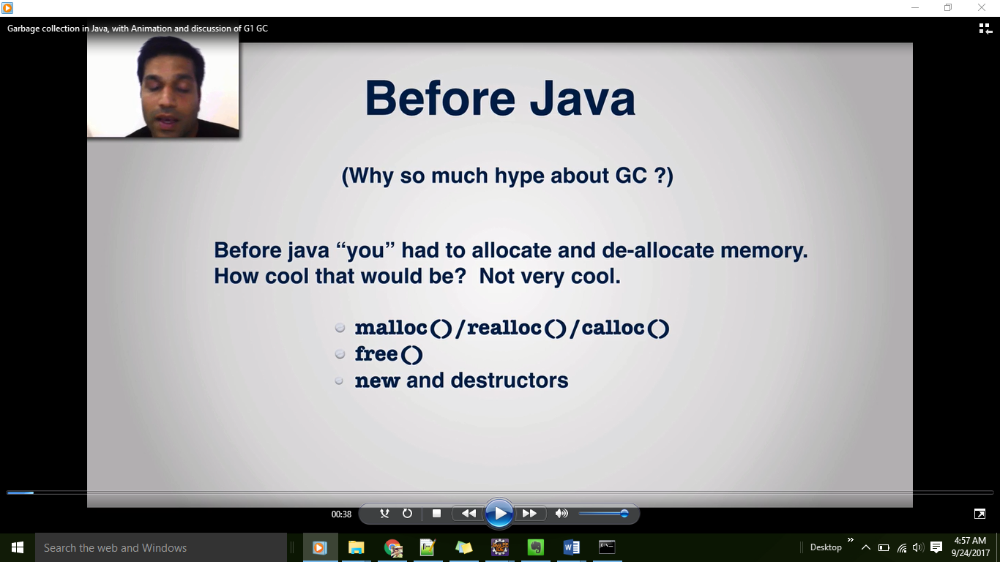 Garbage collection in Java, with Animation and discussion of G1 GC
Before Java
(Why so much hype about GC ?)
Before java “you” had to allocate and de-allocate memory.
How cool that would be?  Not very cool.
malloc()/realloc()/calloc()
free()
new and destructors
00:38
Search the web and Windows
Desktop
4:57 AM
9/24/2017